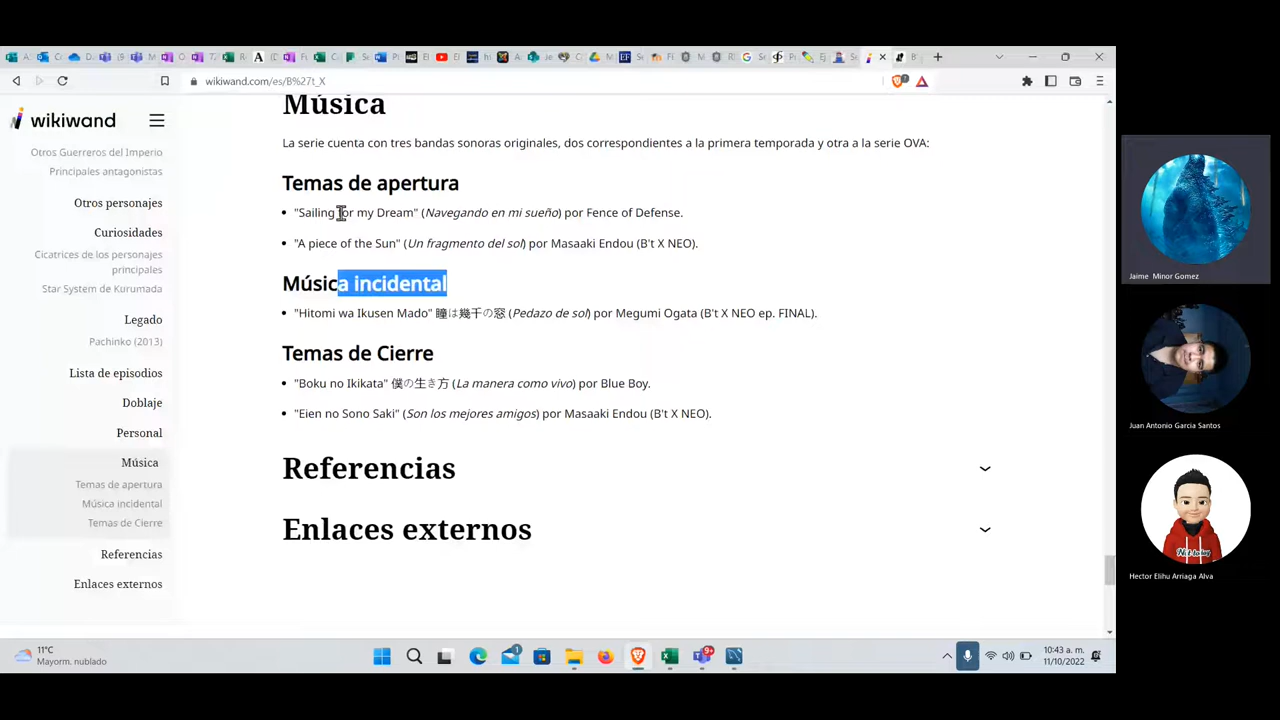 wikiwand.com/es/B%27t_X
wikiwand
Otros Guerreros del Imperio
Principales antagonistas
Otros personajes
Curiosidades
Cicatrices de los personajes
principales
Star System de Kurumada
Legado
Pachinko (2013)
Lista de episodios
Doblaje
Personal
Música
Temas de apertura
Música incidental
Temas de Cierre
Referencias
Enlaces externos
Música
La serie cuenta con tres bandas sonoras originales, dos correspondientes a la primera temporada y otra a la serie OVA:
Temas de apertura
"Sailing for my Dream" (Navegando en mi sueño) por Fence of Defense.
"A piece of the Sun" (Un fragmento del sol) por Masaaki Endou (B't X NEO).
Música incidental
"Hitomi wa Ikusen Mado" 瞳は幾千の窓 (Pedazo de sol) por Megumi Ogata (B't X NEO ep. FINAL).
Temas de Cierre
"Boku no Ikikata" 僕の生き方 (La manera como vivo) por Blue Boy.
"Eien no Sono Saki" (Son los mejores amigos) por Masaaki Endou (B't X NEO).
Referencias
Enlaces externos
Jaime Minor Gomez
Juan Antonio Garcia Santos
Not today
Hector Elihu Arriaga Alva
11°C
Mayorm. nublado
10:43 a. m.
11/10/2022